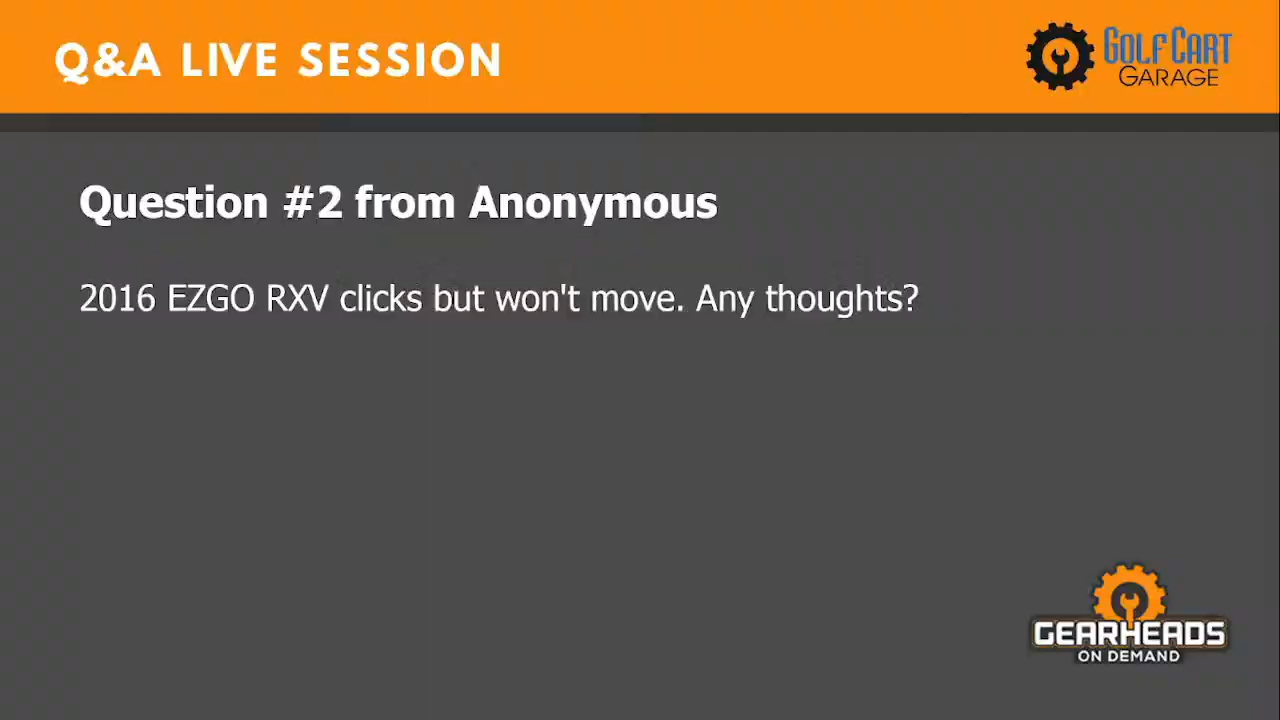 Q&A LIVE SESSION
GOLF CART
GARAGE
Question #2 from Anonymous
2016 EZGO RXV clicks but won't move. Any thoughts?
GEARHEADS
ON DEMAND